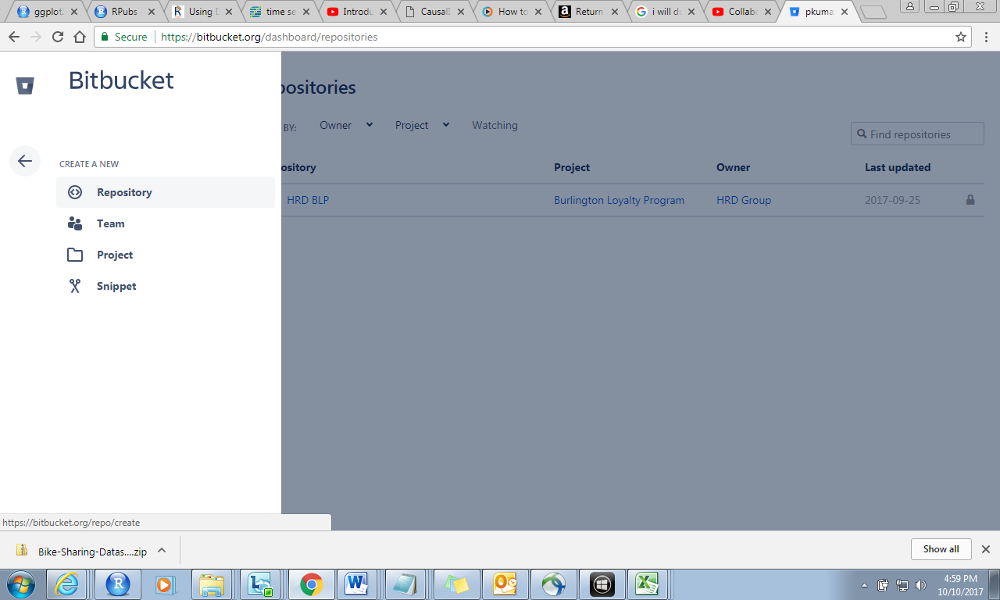 ggplot.
RPubs
Using
time se
Introdu
Causali
How to
Return
i will d
Collab
pkuma
Secure
https://bitbucket.org/dashboard/repositories
Bitbucket
positories
BY:
Owner
Project
Watching
Find repositories
CREATE A NEW
ository
Project
Owner
Last updated
Repository
HRD BLP
Burlington Loyalty Program
HRD Group
2017-09-25
Team
Project
Snippet
https://bitbucket.org/repo/create
Bike-Sharing-Datas....zip
Show all
4:59 PM
10/10/2017